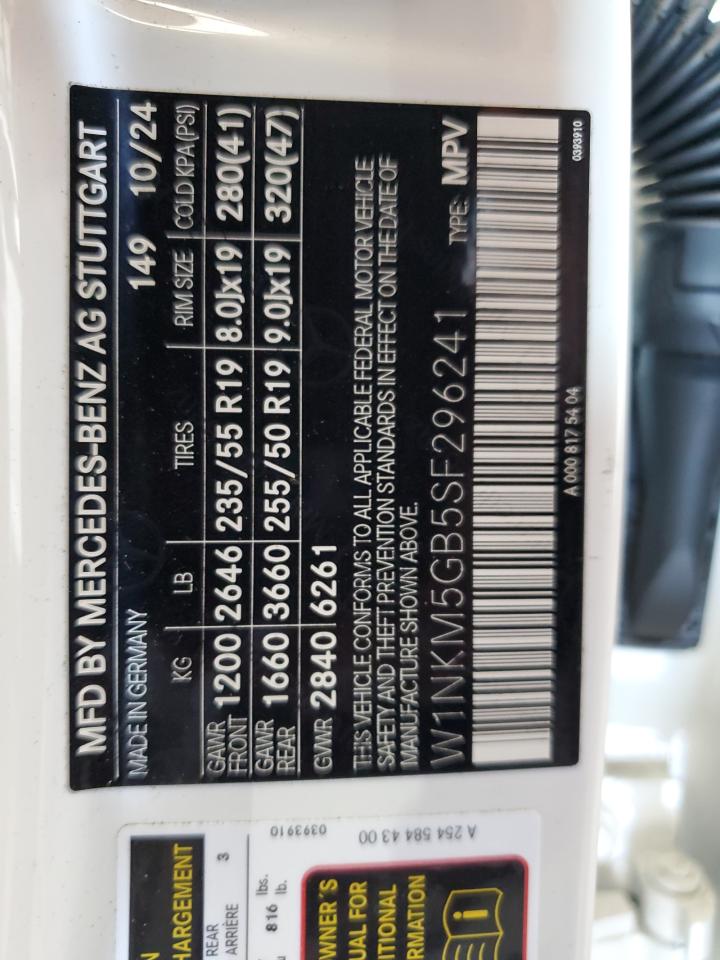 MFD BY MERCEDES-BENZ AG STUTTGART
MADE IN GERMANY 149 10/24
KG LB TIRES RIM SIZE COLD KPA(PSI)
GAWR FRONT 1200 2646 235/55 R19 8.0Jx19 280(41)
GAWR REAR 1660 3660 255/50 R19 9.0Jx19 320(47)
GVWR 2840 6261
THIS VEHICLE CONFORMS TO ALL APPLICABLE FEDERAL MOTOR VEHICLE
SAFETY AND THEFT PREVENTION STANDARDS IN EFFECT ON THE DATE OF
MANUFACTURE SHOWN ABOVE.
W1NKM5GB5SF296241 TYPE: MPV
A 000 817 54 04
0393910
HARGEMENT
REAR
ARRIÈRE 3
816 lbs.
lb.
0393910
A 254 584 43 00
OWNER'S
UAL FOR
ITIONAL
RMATION
i